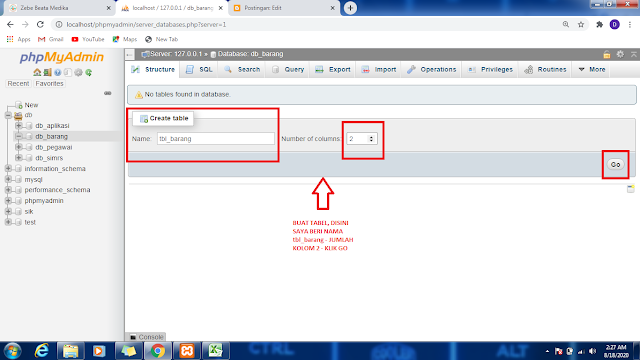 Zebe Beata Medika
localhost / 127.0.0.1 / db_barang
Postingan: Edit
localhost/phpmyadmin/server_databases.php?server=1
Apps
Gmail
YouTube
Maps
New Tab
phpMyAdmin
Recent Favorites
New
db
db_aplikasi
db_barang
db_pegawai
db_simrs
information_schema
mysql
performance_schema
phpmyadmin
sik
test
Server: 127.0.0.1 » Database: db_barang
Structure SQL Search Query Export Import Operations Privileges Routines More
No tables found in database.
Create table
Name: tbl_barang Number of columns: 2
Go
BUAT TABEL, DISINI
SAYA BERI NAMA
tbl_barang - JUMLAH
KOLOM 2 - KLIK GO
Console
CTRL
ALT
2:27 AM
8/18/2020